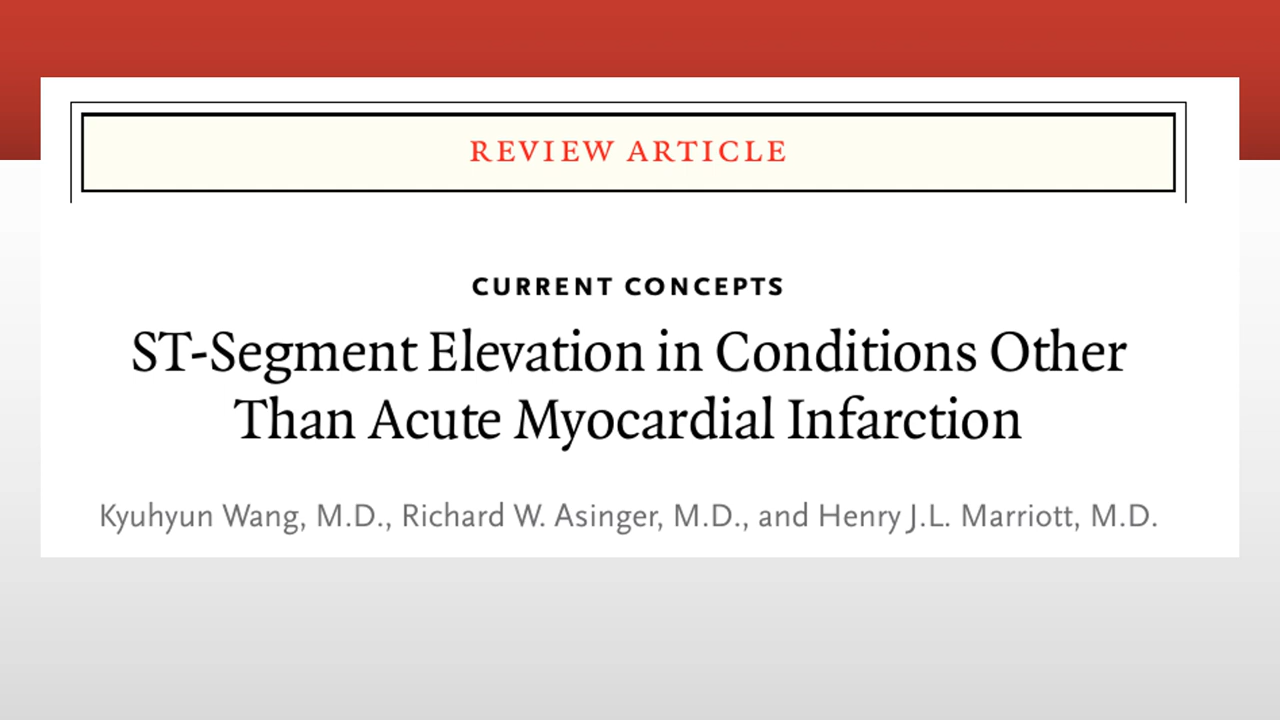 REVIEW ARTICLE
CURRENT CONCEPTS
ST-Segment Elevation in Conditions Other
Than Acute Myocardial Infarction
Kyuhyun Wang, M.D., Richard W. Asinger, M.D., and Henry J.L. Marriott, M.D.